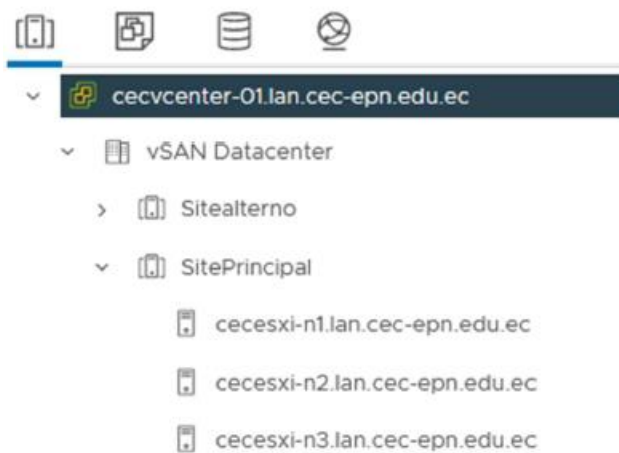 cecvcenter-01.lan.cec-epn.edu.ec
vSAN Datacenter
Sitealterno
SitePrincipal
cecesxi-n1.lan.cec-epn.edu.ec
cecesxi-n2.lan.cec-epn.edu.ec
cecesxi-n3.lan.cec-epn.edu.ec